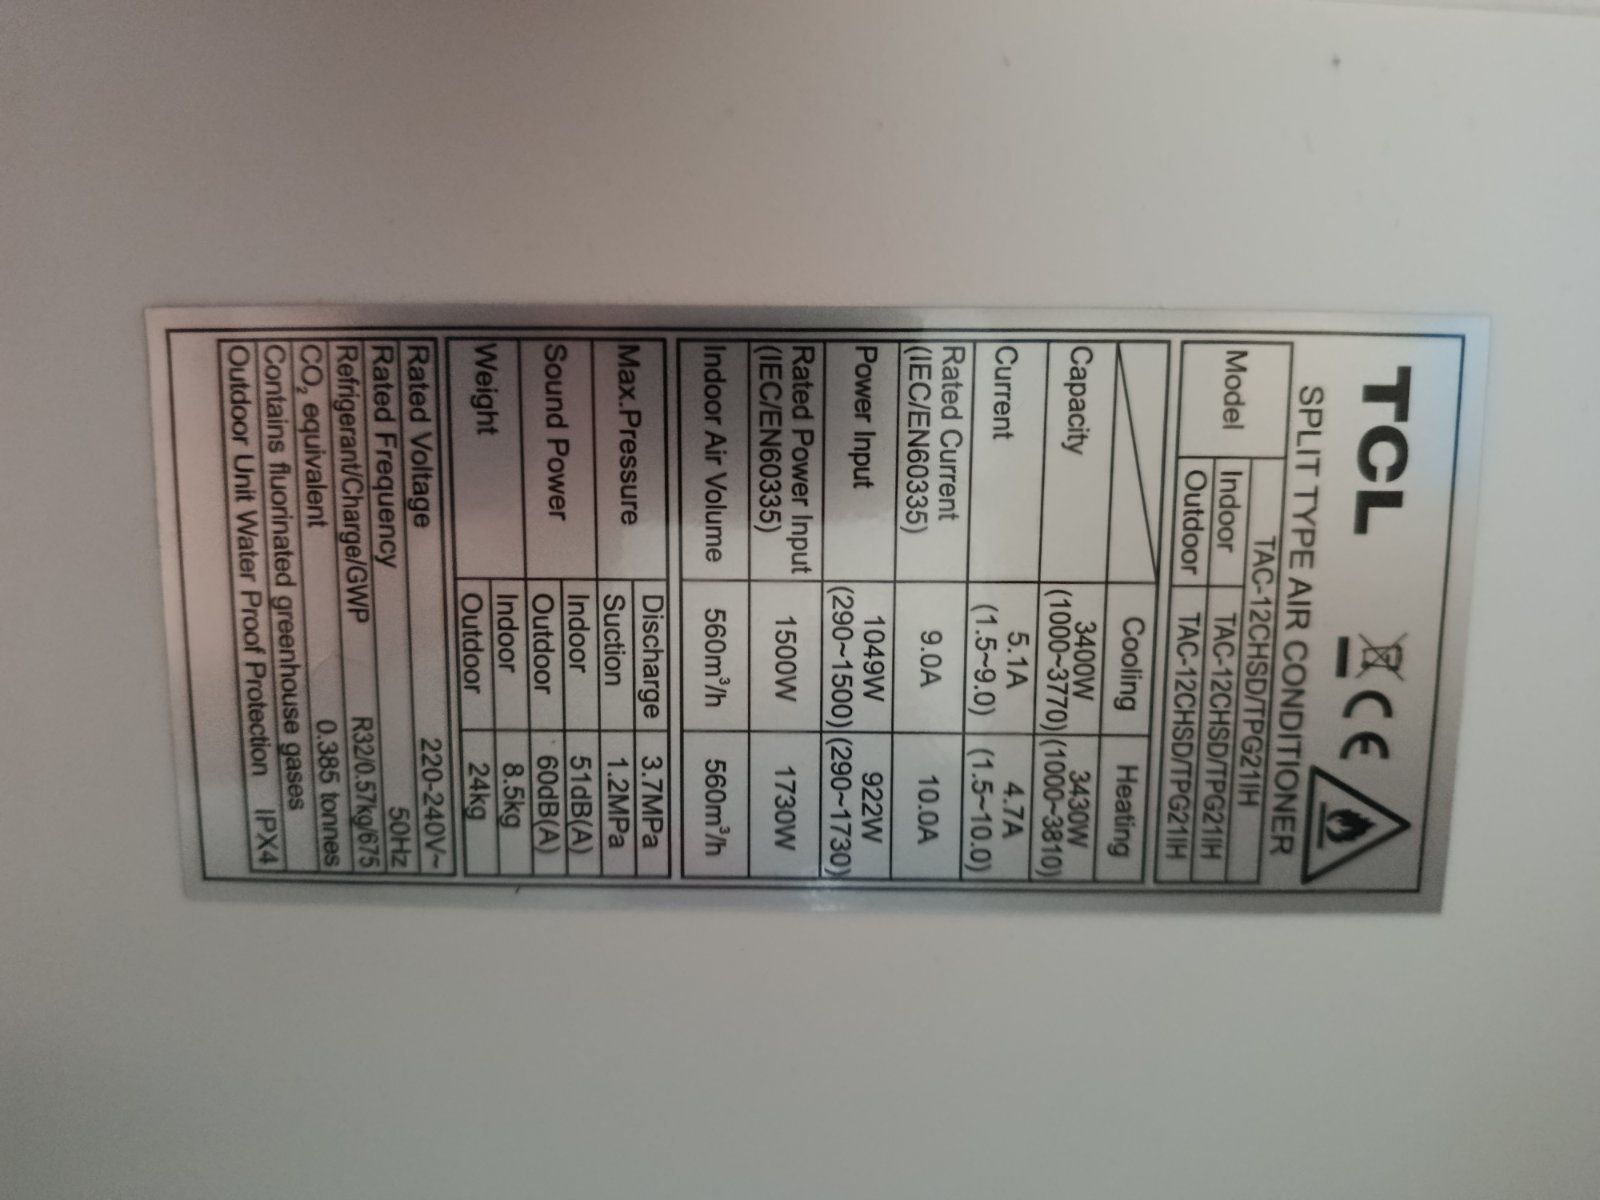 TCL
SPLIT TYPE AIR CONDITIONER
Model TAC-12CHSD/TPG21IH
Indoor TAC-12CHSD/TPG21IH
Outdoor TAC-12CHSD/TPG21IH
Cooling Heating
Capacity 3400W (1000~3770) 3430W (1000~3810)
Current 5.1A (1.5~9.0) 4.7A (1.5~10.0)
Rated Current (IEC/EN60335) 9.0A 10.0A
Power Input 1049W (290~1500) 922W (290~1730)
Rated Power Input (IEC/EN60335) 1500W 1730W
Indoor Air Volume 560m³/h 560m³/h
Max.Pressure Discharge 3.7MPa
Suction 1.2MPa
Sound Power Indoor 51dB(A)
Outdoor 60dB(A)
Weight Indoor 8.5kg
Outdoor 24kg
Rated Voltage 220-240V~
Rated Frequency 50Hz
Refrigerant/Charge/GWP R32/0.57kg/675
CO₂ equivalent 0.385 tonnes
Contains fluorinated greenhouse gases
Outdoor Unit Water Proof Protection IPX4